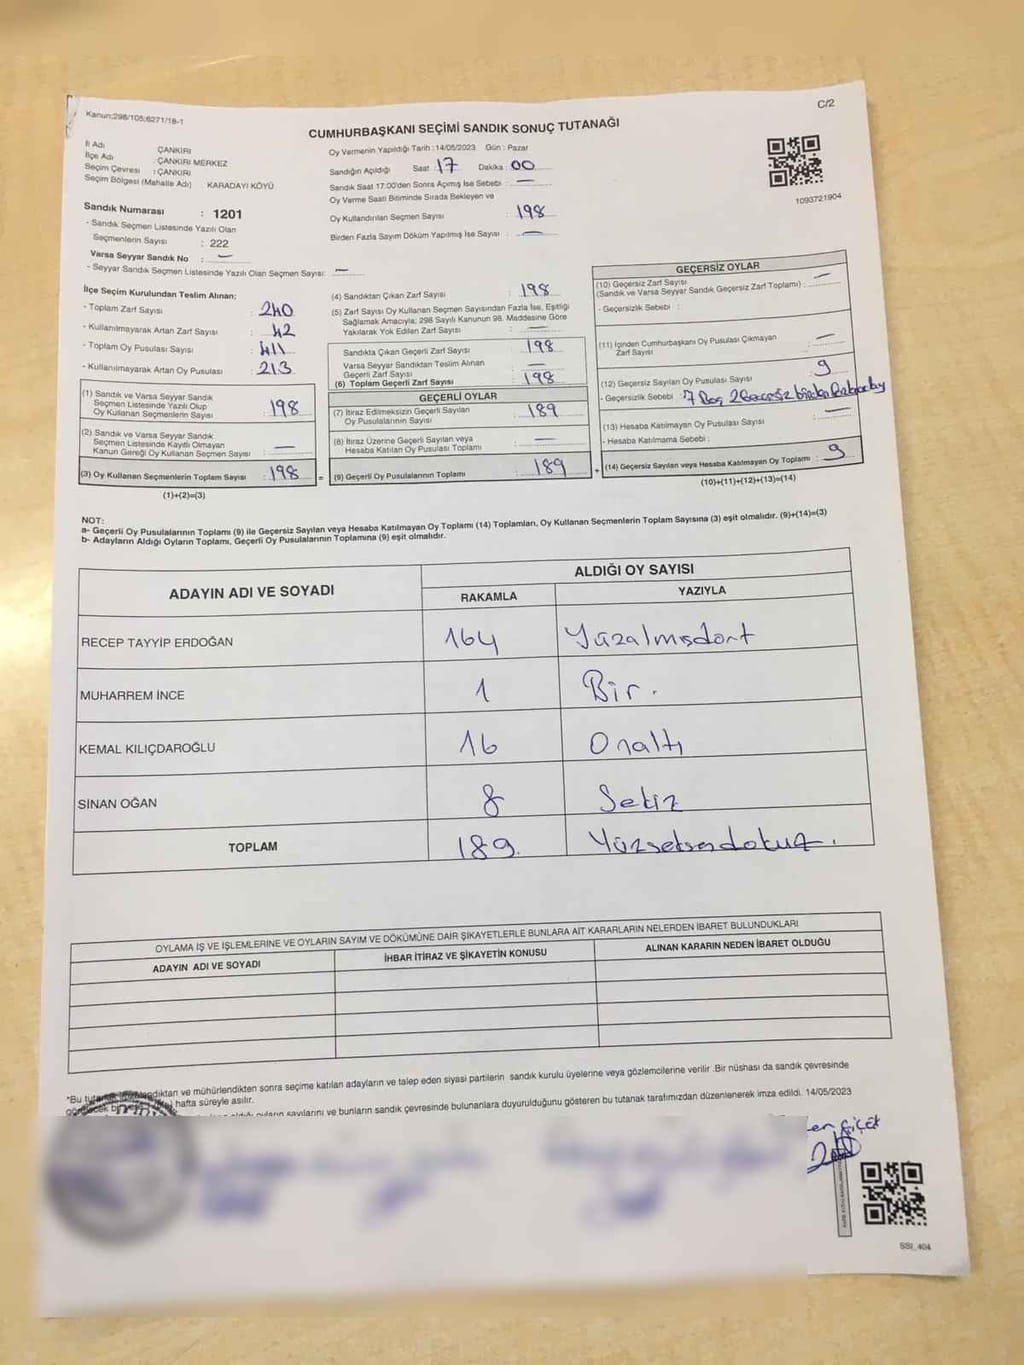 Kanun:298/105;6271/18-1
C/2
CUMHURBAŞKANI SEÇİMİ SANDIK SONUÇ TUTANAĞI
İl Adı ÇANKIRI
İlçe Adı : ÇANKIRI MERKEZ
Seçim Çevresi : ÇANKIRI
Seçim Bölgesi (Mahalle Adı) KARADAYI KÖYÜ
Oy Vermenin Yapıldığı Tarih :14/05/2023 Gün : Pazar
Sandığın Açıldığı Saat : 17 Dakika : 00
Sandık Saat 17.00'den Sonra Açımış İse Sebebi : —
Oy Verme Saati Bitiminde Sırada Bekleyen ve
Oy Kullandırılan Seçmen Sayısı : 198
Birden Fazla Sayım Döküm Yapılmış İse Sayısı : —
1093721904
Sandık Numarası : 1201
- Sandık Seçmen Listesinde Yazılı Olan
Seçmenlerin Sayısı : 222
Varsa Seyyar Sandık No : —
- Seyyar Sandık Listesinde Yazılı Olan Seçmen Sayısı: —
İlçe Seçim Kurulundan Teslim Alınan:
- Toplam Zarf Sayısı : 240
- Kullanılmayarak Artan Zarf Sayısı : 42
- Toplam Oy Pusulası Sayısı : 411
- Kullanılmayarak Artan Oy Pusulası : 213
(1) Sandık ve Varsa Seyyar Sandık
Seçmen Listesinde Yazılı Olup
Oy Kullanan Seçmenlerin Sayısı : 198
(2) Sandık ve Varsa Seyyar Sandık
Seçmen Listesinde Kayıtlı Olmayan
Kanun Gereği Oy Kullanan Seçmen Sayısı : —
(3) Oy Kullanan Seçmenlerin Toplam Sayısı : 198
(1)+(2)=(3)
(4) Sandıktan Çıkan Zarf Sayısı : 198
(5) Zarf Sayısı Oy Kullanan Seçmen Sayısından Fazla İse, Eşitliği
Sağlamak Amacıyla; 298 Sayılı Kanunun 98. Maddesine Göre
Yakılarak Yok Edilen Zarf Sayısı : —
Sandıkta Çıkan Geçerli Zarf Sayısı : 198
Varsa Seyyar Sandıktan Teslim Alınan
Geçerli Zarf Sayısı : —
(6) Toplam Geçerli Zarf Sayısı : 198
GEÇERLİ OYLAR
(7) İtiraz Edilmeksizin Geçerli Sayılan
Oy Pusulasının Sayısı : 189
(8) İtiraz Üzerine Geçerli Sayılan veya
Hesaba Katılan Oy Pusulası Toplamı : —
= (9) Geçerli Oy Pusulalarının Toplamı : 189 +
GEÇERSİZ OYLAR
(10) Geçersiz Zarf Sayısı
(Sandık ve Varsa Seyyar Sandık Geçersiz Zarf Toplamı) : —
- Geçersizlik Sebebi :
(11) İçinden Cumhurbaşkanı Oy Pusulası Çıkmayan
Zarf Sayısı : —
(12) Geçersiz Sayılan Oy Pusulası Sayısı : 9
- Geçersizlik Sebebi : 7 Boş 2 Geçersiz birden
(13) Hesaba Katılmayan Oy Pusulası Sayısı : —
- Hesaba Katılmama Sebebi :
(14) Geçersiz Sayılan veya Hesaba Katılmayan Oy Toplamı : 9
(10)+(11)+(12)+(13)=(14)
NOT:
a- Geçerli Oy Pusulalarının Toplamı (9) ile Geçersiz Sayılan veya Hesaba Katılmayan Oy Toplamı (14) Toplamları, Oy Kullanan Seçmenlerin Toplam Sayısına (3) eşit olmalıdır. (9)+(14)=(3)
b- Adayların Aldığı Oyların Toplamı, Geçerli Oy Pusulalarının Toplamına (9) eşit olmalıdır.
ADAYIN ADI VE SOYADI ALDIĞI OY SAYISI
RAKAMLA YAZIYLA
RECEP TAYYİP ERDOĞAN 164 Yüzalmışdört
MUHARREM İNCE 1 Bir.
KEMAL KILIÇDAROĞLU 16 Onaltı
SİNAN OĞAN 8 Sekiz
TOPLAM 189. Yüzseksendokuz.
OYLAMA İŞ VE İŞLEMLERİNE VE OYLARIN SAYIM VE DÖKÜMÜNE DAİR ŞİKAYETLERLE BUNLARA AİT KARARLARIN NELERDEN İBARET BULUNDUKLARI
ADAYIN ADI VE SOYADI İHBAR İTİRAZ VE ŞİKAYETİN KONUSU ALINAN KARARIN NEDEN İBARET OLDUĞU
*Bu ve mühürlendikten sonra seçime katılan adayların ve talep eden siyasi partilerin sandık kurulu üyelerine veya gözlemcilerine verilir .Bir nüshası da sandık çevresinde
hafta süreyle asılır.
oyların sayılarını ve bunların sandık çevresinde bulunanlara duyurulduğunu gösteren bu tutanak tarafımızdan düzenlenerek imza edildi. 14/05/2023
SSI_404